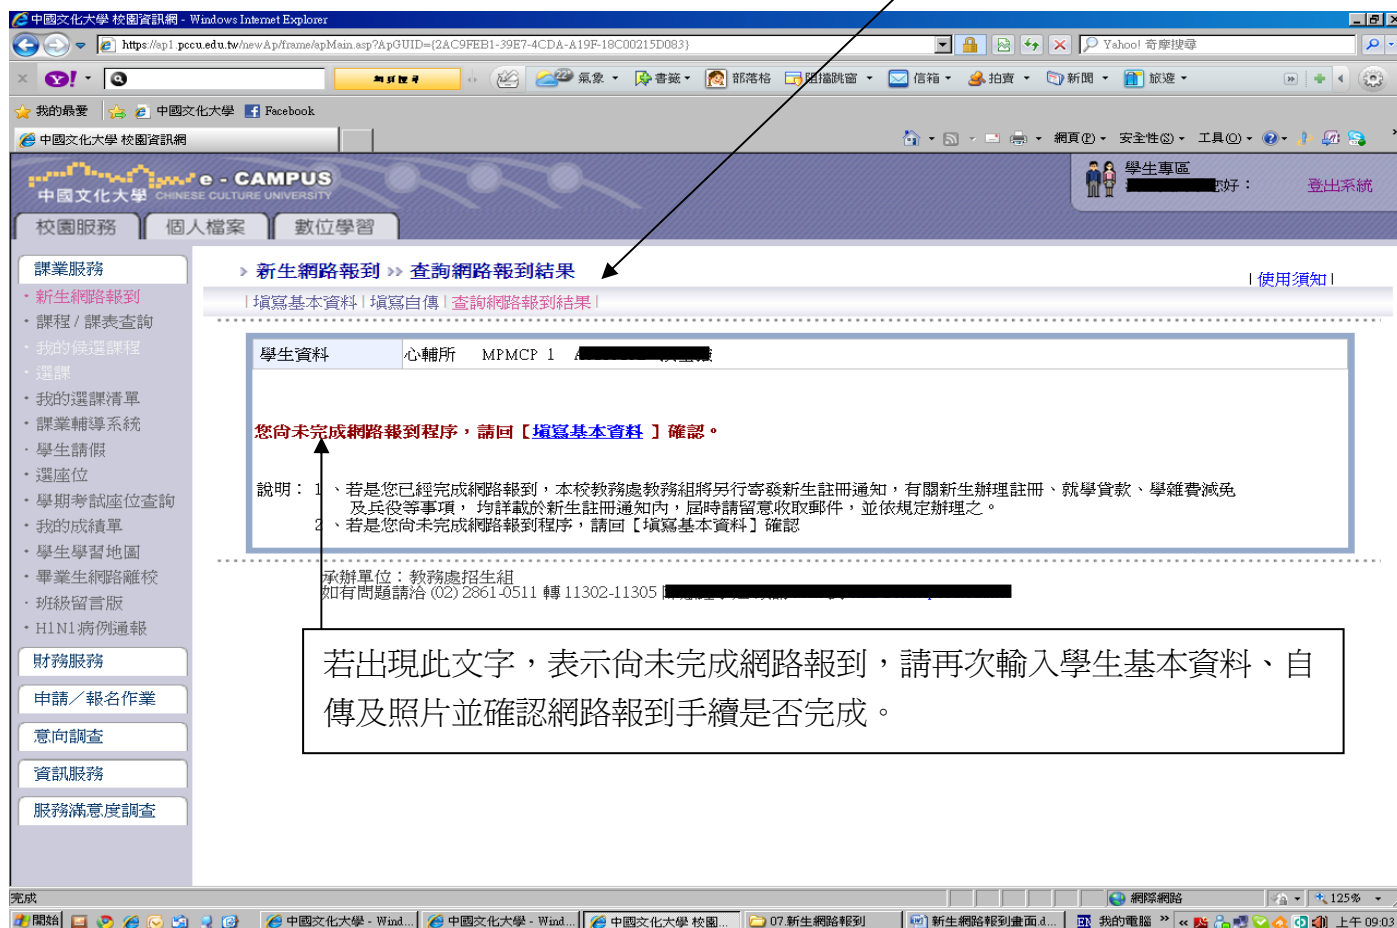 中國文化大學 校園資訊網 - Windows Internet Explorer
https://ap1.pccu.edu.tw/newAp/frame/apMain.asp?ApGUID={2AC9FEB1-39E7-4CDA-A19F-18C00215D083}
Yahoo! 奇摩搜尋
氣象 書籤 部落格 阻擋跳窗 信箱 拍賣 新聞 旅遊
我的最愛 中國文化大學 Facebook
中國文化大學 校園資訊網
網頁(P) 安全性(S) 工具(O)
e - CAMPUS
中國文化大學 CHINESE CULTURE UNIVERSITY
學生專區
好：
登出系統
校園服務 個人檔案 數位學習
課業服務
・新生網路報到
・課程 / 課表查詢
・我的候選課程
・選課
・我的選課清單
・課業輔導系統
・學生請假
・選座位
・學期考試座位查詢
・我的成績單
・學生學習地圖
・畢業生網路離校
・班級留言版
・H1N1病例通報
財務服務
申請／報名作業
意向調查
資訊服務
服務滿意度調查
新生網路報到 >> 查詢網路報到結果
| 使用須知 |
| 填寫基本資料 | 填寫自傳 | 查詢網路報到結果 |
學生資料 心輔所 MPMCP 1
您尚未完成網路報到程序，請回【填寫基本資料 】確認。
說明： 1 、若是您已經完成網路報到，本校教務處教務組將另行寄發新生註冊通知，有關新生辦理註冊、就學貸款、學雜費減免
及兵役等事項， 均詳載於新生註冊通知內，屆時請留意收取郵件，並依規定辦理之。
2 、若是您尚未完成網路報到程序，請回【填寫基本資料】確認
承辦單位：教務處招生組
如有問題請洽 (02) 2861-0511 轉 11302-11305
若出現此文字，表示尚未完成網路報到，請再次輸入學生基本資料、自
傳及照片並確認網路報到手續是否完成。
完成
網際網路
125%
開始
中國文化大學 - Wind...
中國文化大學 - Wind...
中國文化大學 校園...
07.新生網路報到
新生網路報到畫面.d...
我的電腦
上午 09:03